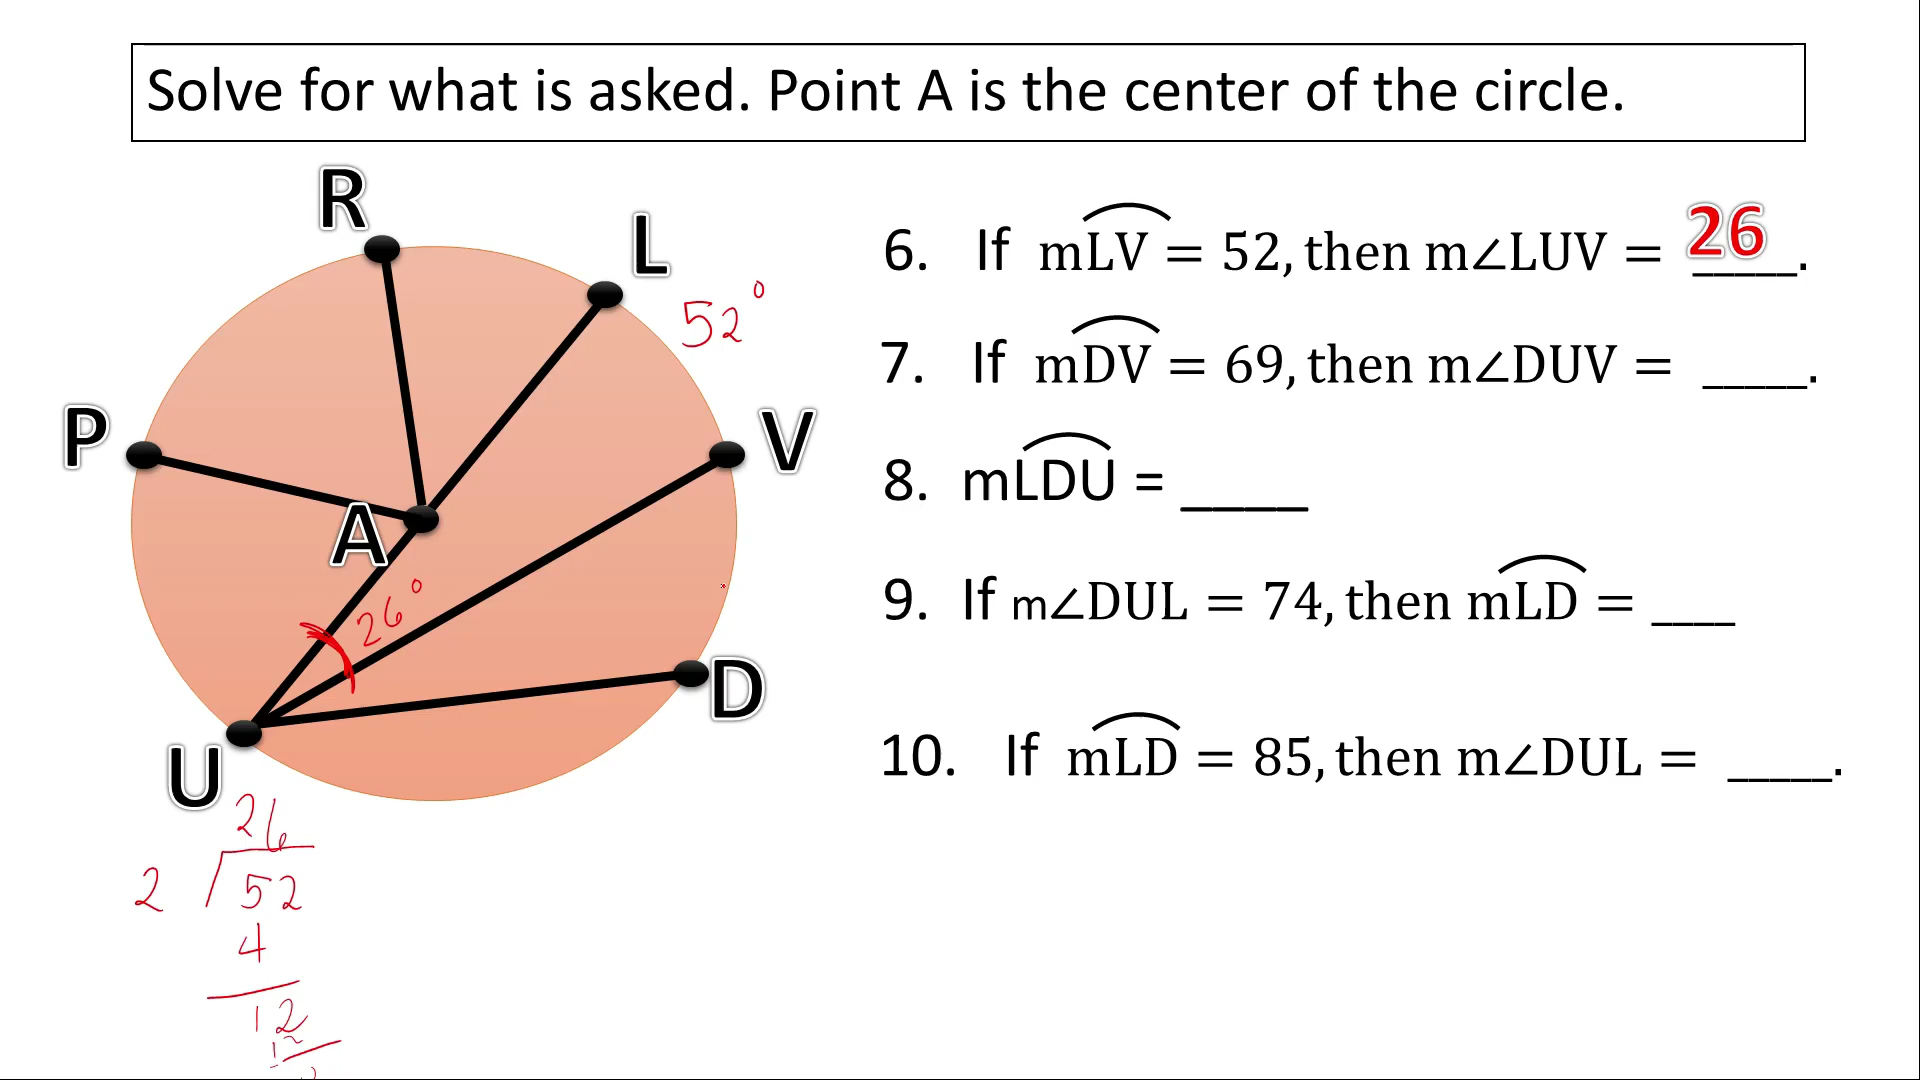 Solve for what is asked. Point A is the center of the circle.
R
L
52°
P
V
A
26°
D
U
6. If mLV = 52, then m∠LUV = 26.
7. If mDV = 69, then m∠DUV = _____.
8. mLDU = ____
9. If m∠DUL = 74, then mLD = ____
10. If mLD = 85, then m∠DUL = _____.
26
2 52
4
12
12